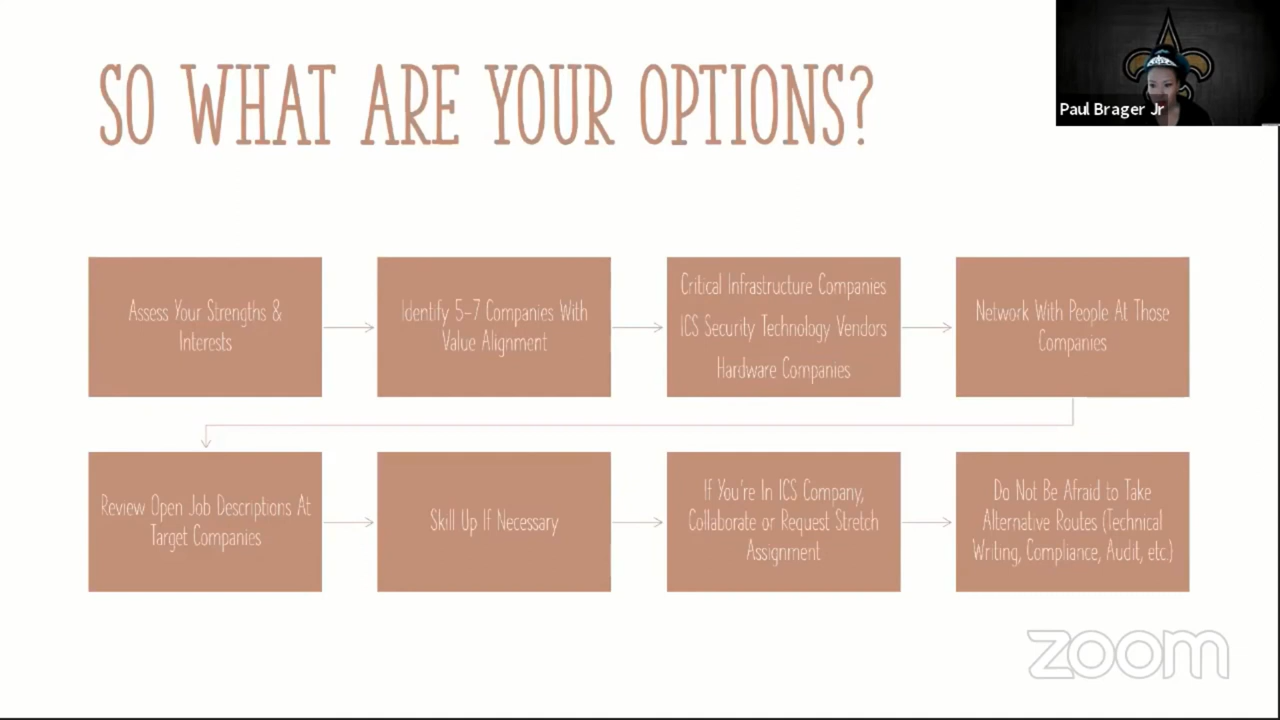 SO WHAT ARE YOUR OPTIONS?
Paul Brager Jr
Assess Your Strengths &
Interests
Identify 5-7 Companies With
Value Alignment
Critical Infrastructure Companies
ICS Security Technology Vendors
Hardware Companies
Network With People At Those
Companies
Review Open Job Descriptions At
Target Companies
Skill Up If Necessary
If You're In ICS Company,
Collaborate or Request Stretch
Assignment
Do Not Be Afraid to Take
Alternative Routes (Technical
Writing, Compliance, Audit, etc.)
zoom